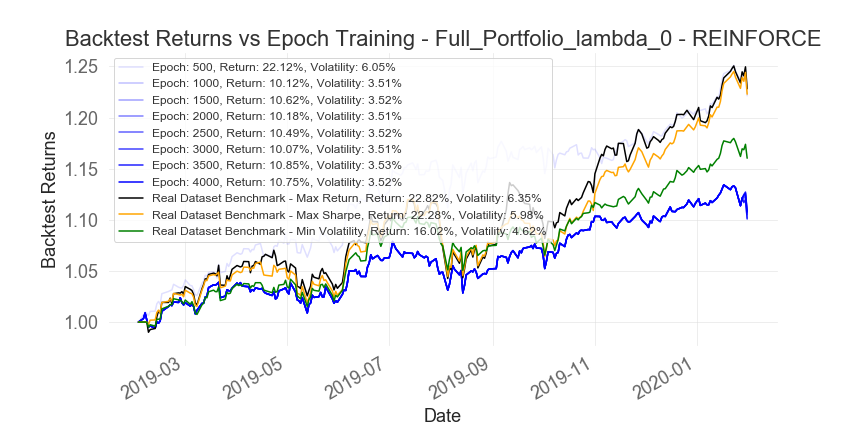 Backtest Returns vs Epoch Training - Full_Portfolio_lambda_0 - REINFORCE
Epoch: 500, Return: 22.12%, Volatility: 6.05%
Epoch: 1000, Return: 10.12%, Volatility: 3.51%
Epoch: 1500, Return: 10.62%, Volatility: 3.52%
Epoch: 2000, Return: 10.18%, Volatility: 3.51%
Epoch: 2500, Return: 10.49%, Volatility: 3.52%
Epoch: 3000, Return: 10.07%, Volatility: 3.51%
Epoch: 3500, Return: 10.85%, Volatility: 3.53%
Epoch: 4000, Return: 10.75%, Volatility: 3.52%
Real Dataset Benchmark - Max Return, Return: 22.82%, Volatility: 6.35%
Real Dataset Benchmark - Max Sharpe, Return: 22.28%, Volatility: 5.98%
Real Dataset Benchmark - Min Volatility, Return: 16.02%, Volatility: 4.62%
Backtest Returns
1.25
1.20
1.15
1.10
1.05
1.00
2019-03
2019-05
2019-07
2019-09
2019-11
2020-01
Date